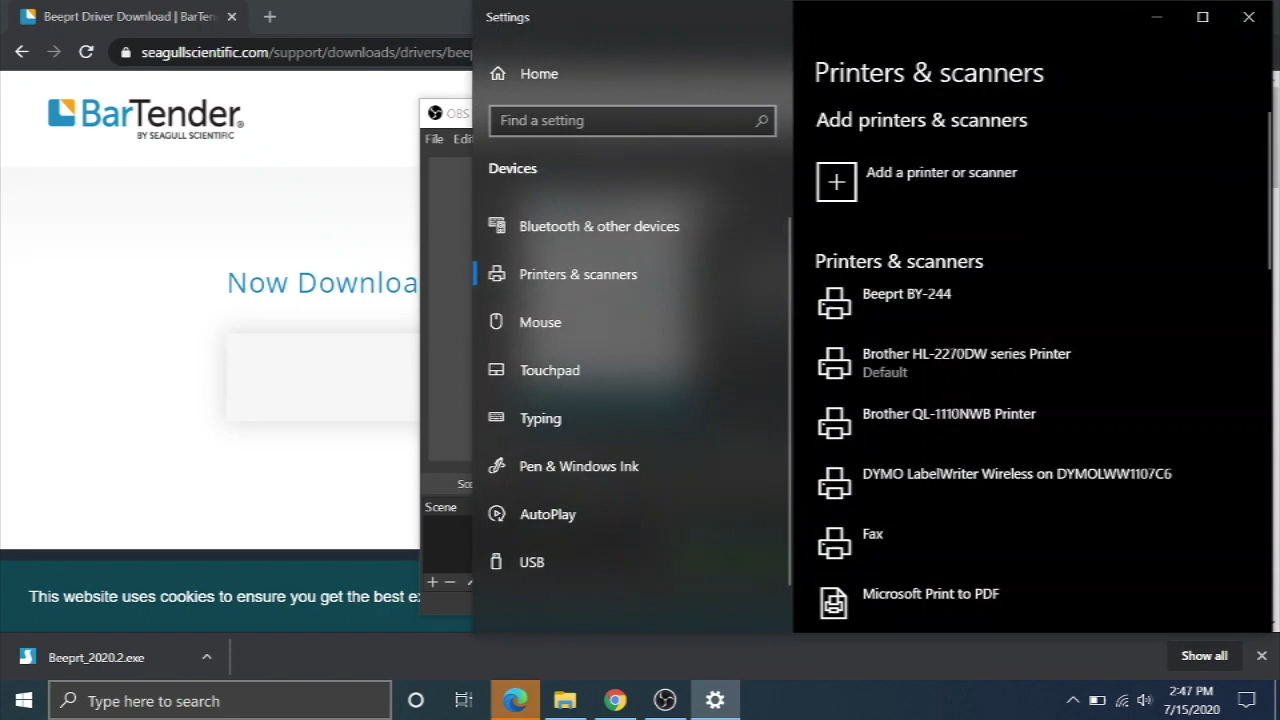 Beeprt Driver Download | BarTen
seagullscientific.com/support/downloads/drivers/beep
BarTender®
BY SEAGULL SCIENTIFIC
Now Downloa
This website uses cookies to ensure you get the best e
OBS
File Edi
Sce
Scene
Settings
Home
Find a setting
Devices
Bluetooth & other devices
Printers & scanners
Mouse
Touchpad
Typing
Pen & Windows Ink
AutoPlay
USB
Printers & scanners
Add printers & scanners
Add a printer or scanner
Printers & scanners
Beeprt BY-244
Brother HL-2270DW series Printer
Default
Brother QL-1110NWB Printer
DYMO LabelWriter Wireless on DYMOLWW1107C6
Fax
Microsoft Print to PDF
Beeprt_2020.2.exe
Show all
Type here to search
2:47 PM
7/15/2020